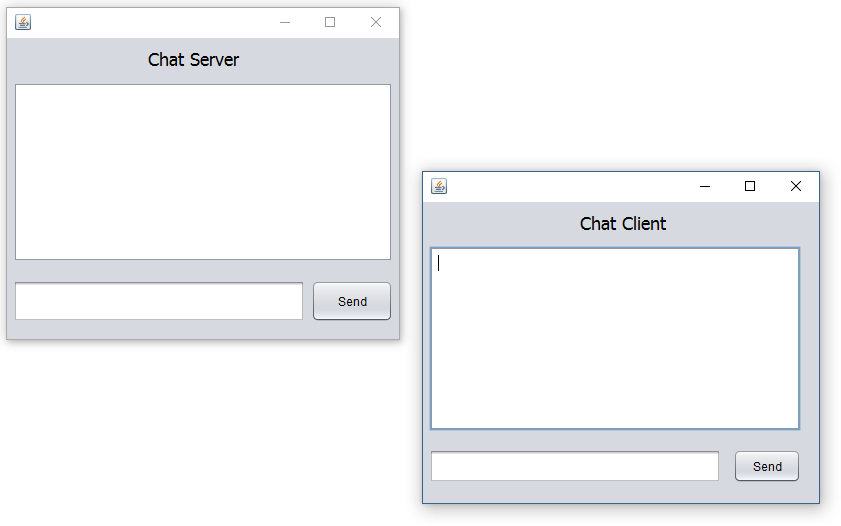 Chat Server
Send
Chat Client
Send